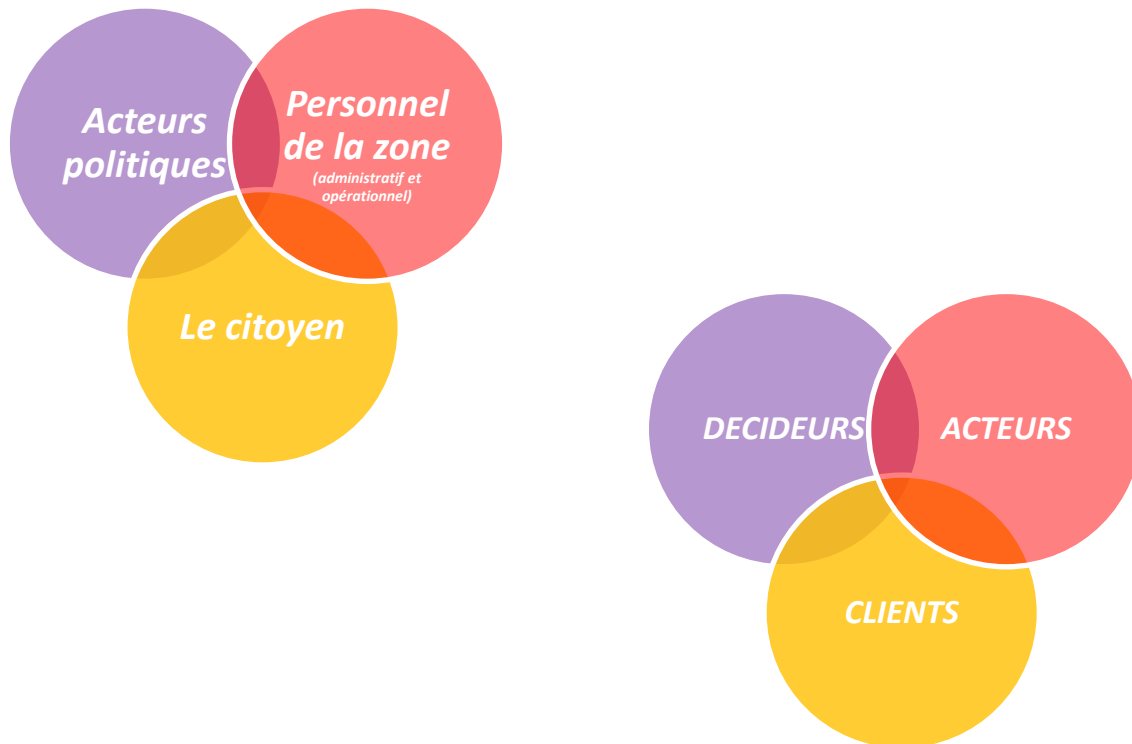 Acteurs
politiques
Personnel
de la zone
(administratif et
opérationnel)
Le citoyen
DECIDEURS
ACTEURS
CLIENTS